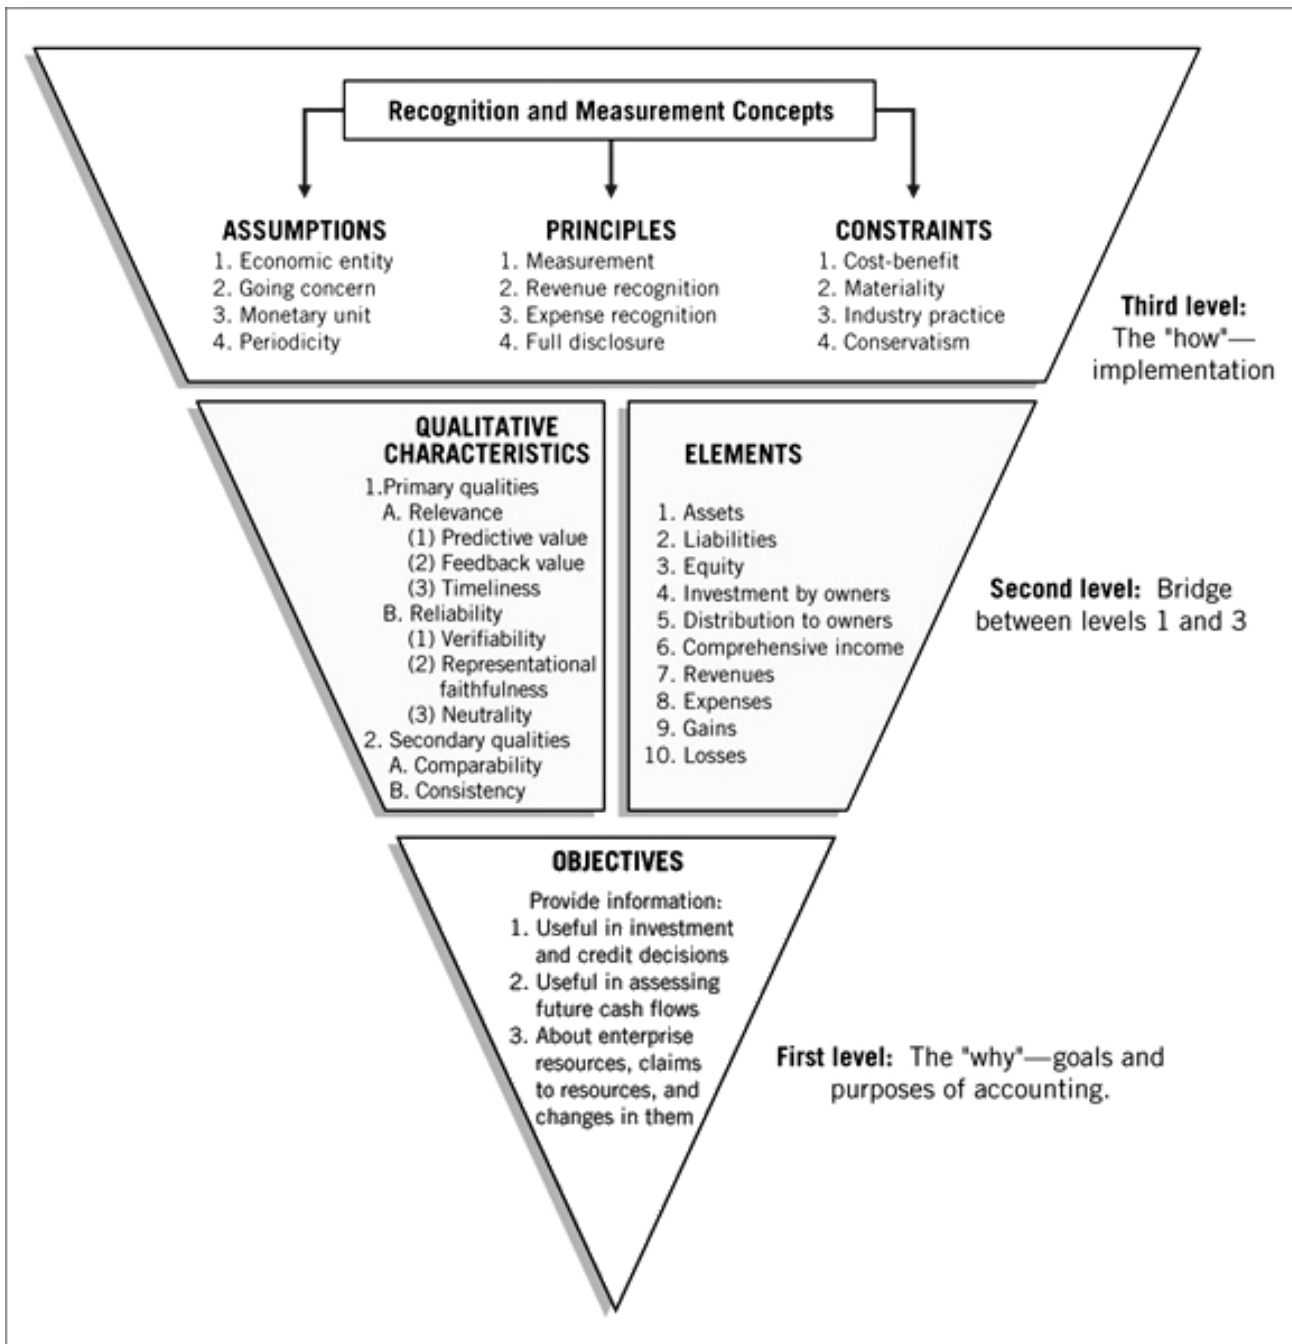 Recognition and Measurement Concepts
ASSUMPTIONS
1. Economic entity
2. Going concern
3. Monetary unit
4. Periodicity
PRINCIPLES
1. Measurement
2. Revenue recognition
3. Expense recognition
4. Full disclosure
CONSTRAINTS
1. Cost-benefit
2. Materiality
3. Industry practice
4. Conservatism
Third level:
The "how"—
implementation
QUALITATIVE
CHARACTERISTICS
1.Primary qualities
A. Relevance
(1) Predictive value
(2) Feedback value
(3) Timeliness
B. Reliability
(1) Verifiability
(2) Representational
faithfulness
(3) Neutrality
2. Secondary qualities
A. Comparability
B. Consistency
ELEMENTS
1. Assets
2. Liabilities
3. Equity
4. Investment by owners
5. Distribution to owners
6. Comprehensive income
7. Revenues
8. Expenses
9. Gains
10. Losses
Second level: Bridge
between levels 1 and 3
OBJECTIVES
Provide information:
1. Useful in investment
and credit decisions
2. Useful in assessing
future cash flows
3. About enterprise
resources, claims
to resources, and
changes in them
First level: The "why"—goals and
purposes of accounting.